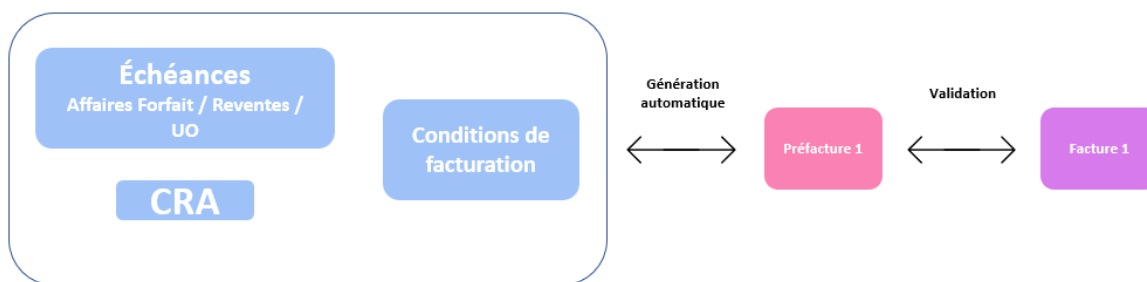 Échéances
Affaires Forfait / Reventes /
UO
CRA
Conditions de
facturation
Génération
automatique
Préfacture 1
Validation
Facture 1